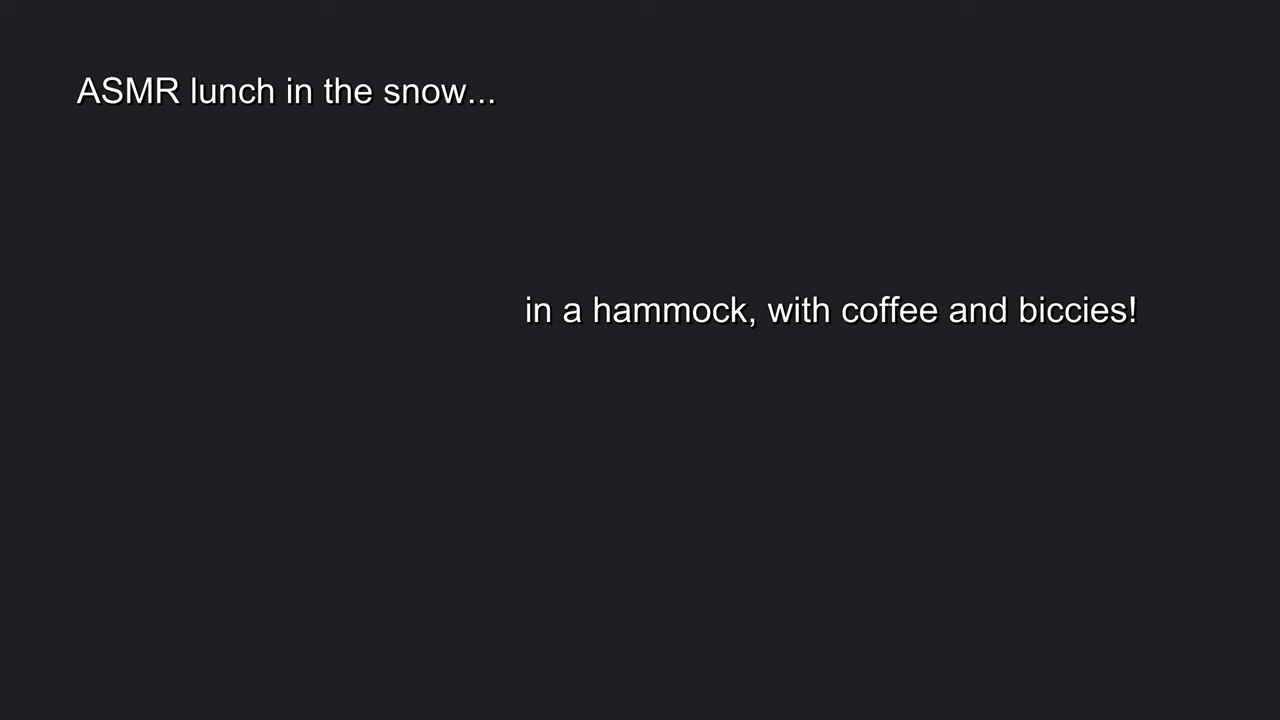 ASMR lunch in the snow...
in a hammock, with coffee and biccies!